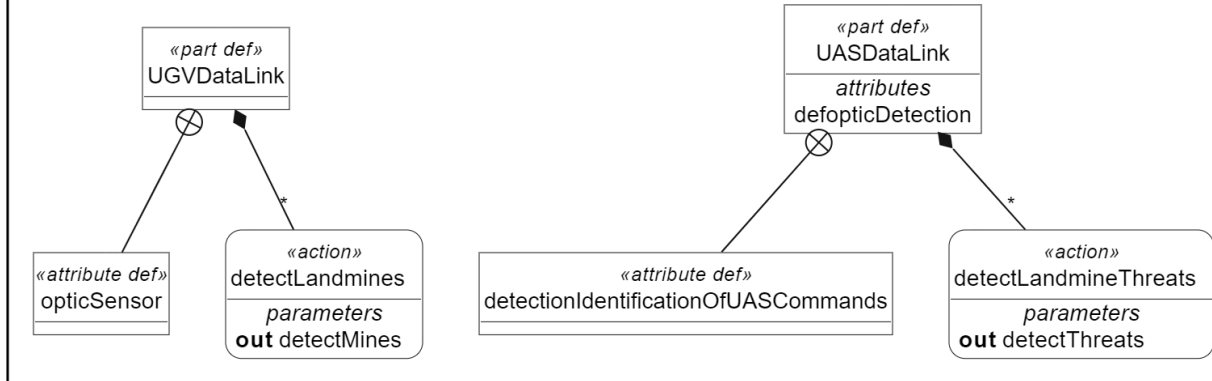 «part def»
UGVDataLink
*
«attribute def»
opticSensor
«action»
detectLandmines
parameters
out detectMines
«part def»
UASDataLink
attributes
defopticDetection
*
«attribute def»
detectionIdentificationOfUASCommands
«action»
detectLandmineThreats
parameters
out detectThreats